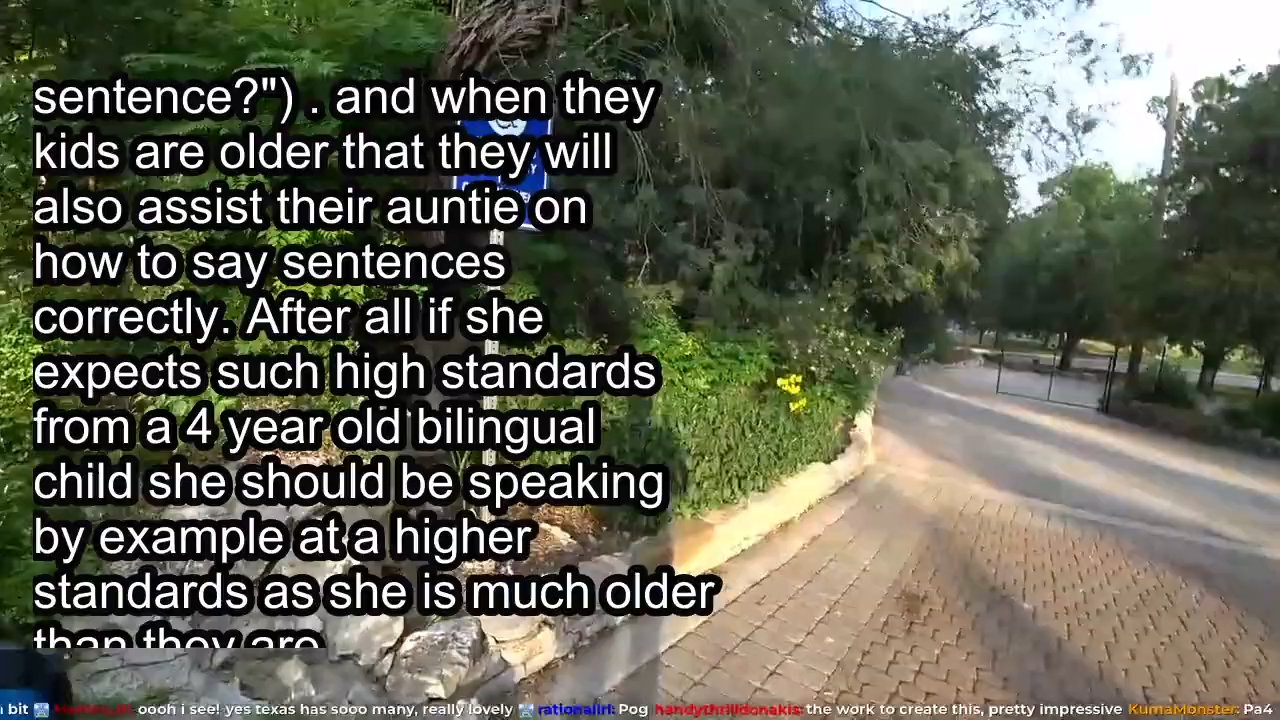 sentence?") . and when they
kids are older that they will
also assist their auntie on
how to say sentences
correctly. After all if she
expects such high standards
from a 4 year old bilingual
child she should be speaking
by example at a higher
standards as she is much older
than they are
bit oooh i see! yes texas has sooo many, really lovely rationalirl: Pog handythrilldonakis: the work to create this, pretty impressive KumaMonster: Pa4